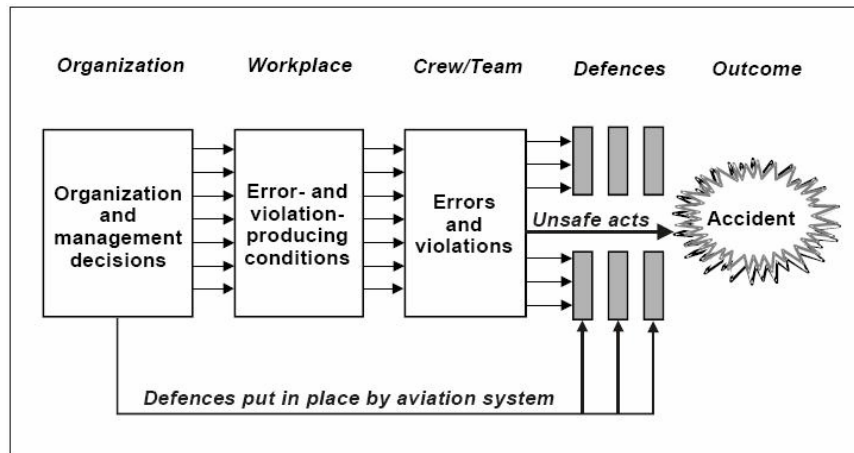 Organization
Workplace
Crew/Team
Defences
Outcome
Organization
and
management
decisions
Error- and
violation-
producing
conditions
Errors
and
violations
Unsafe acts
Accident
Defences put in place by aviation system